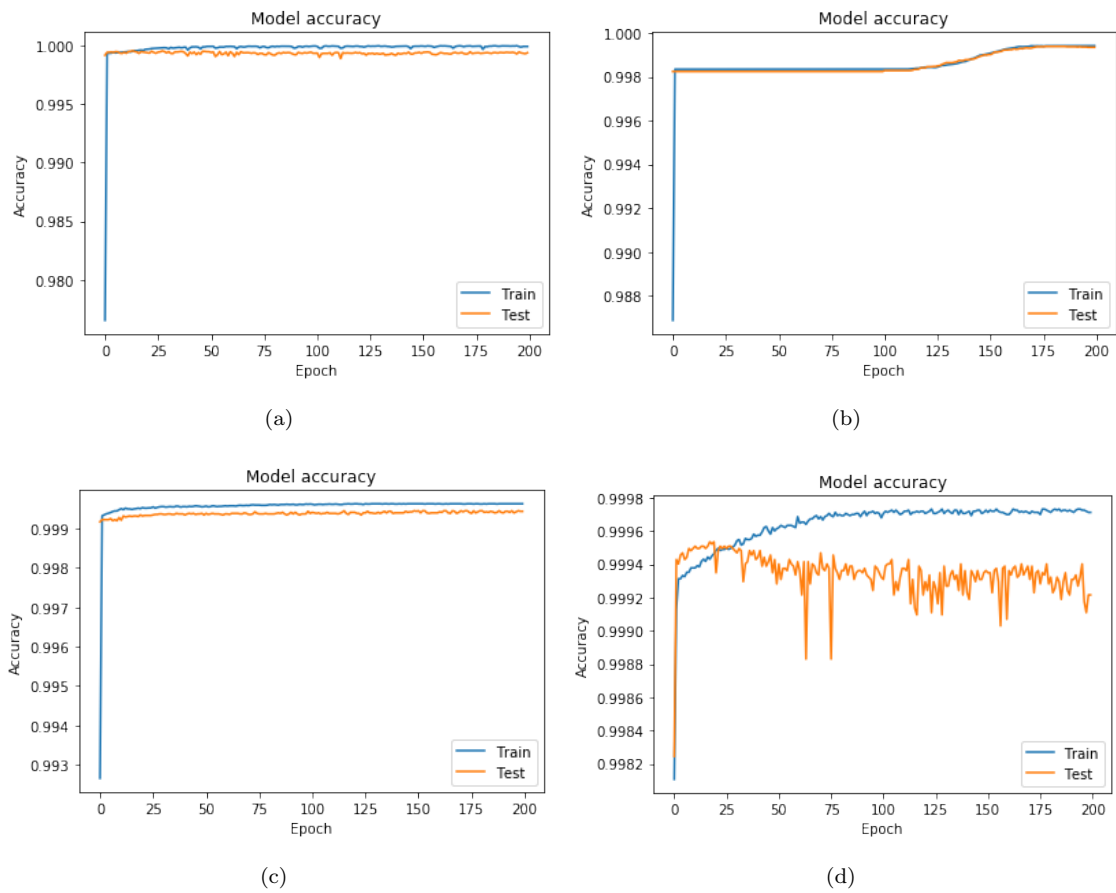 Model accuracy
1.000
0.995
0.990
0.985
0.980
Accuracy
Train
Test
0 25 50 75 100 125 150 175 200
Epoch
(a)
Model accuracy
1.000
0.998
0.996
0.994
0.992
0.990
0.988
Accuracy
Train
Test
0 25 50 75 100 125 150 175 200
Epoch
(b)
Model accuracy
0.999
0.998
0.997
0.996
0.995
0.994
0.993
Accuracy
Train
Test
0 25 50 75 100 125 150 175 200
Epoch
(c)
Model accuracy
0.9998
0.9996
0.9994
0.9992
0.9990
0.9988
0.9986
0.9984
0.9982
Accuracy
Train
Test
0 25 50 75 100 125 150 175 200
Epoch
(d)